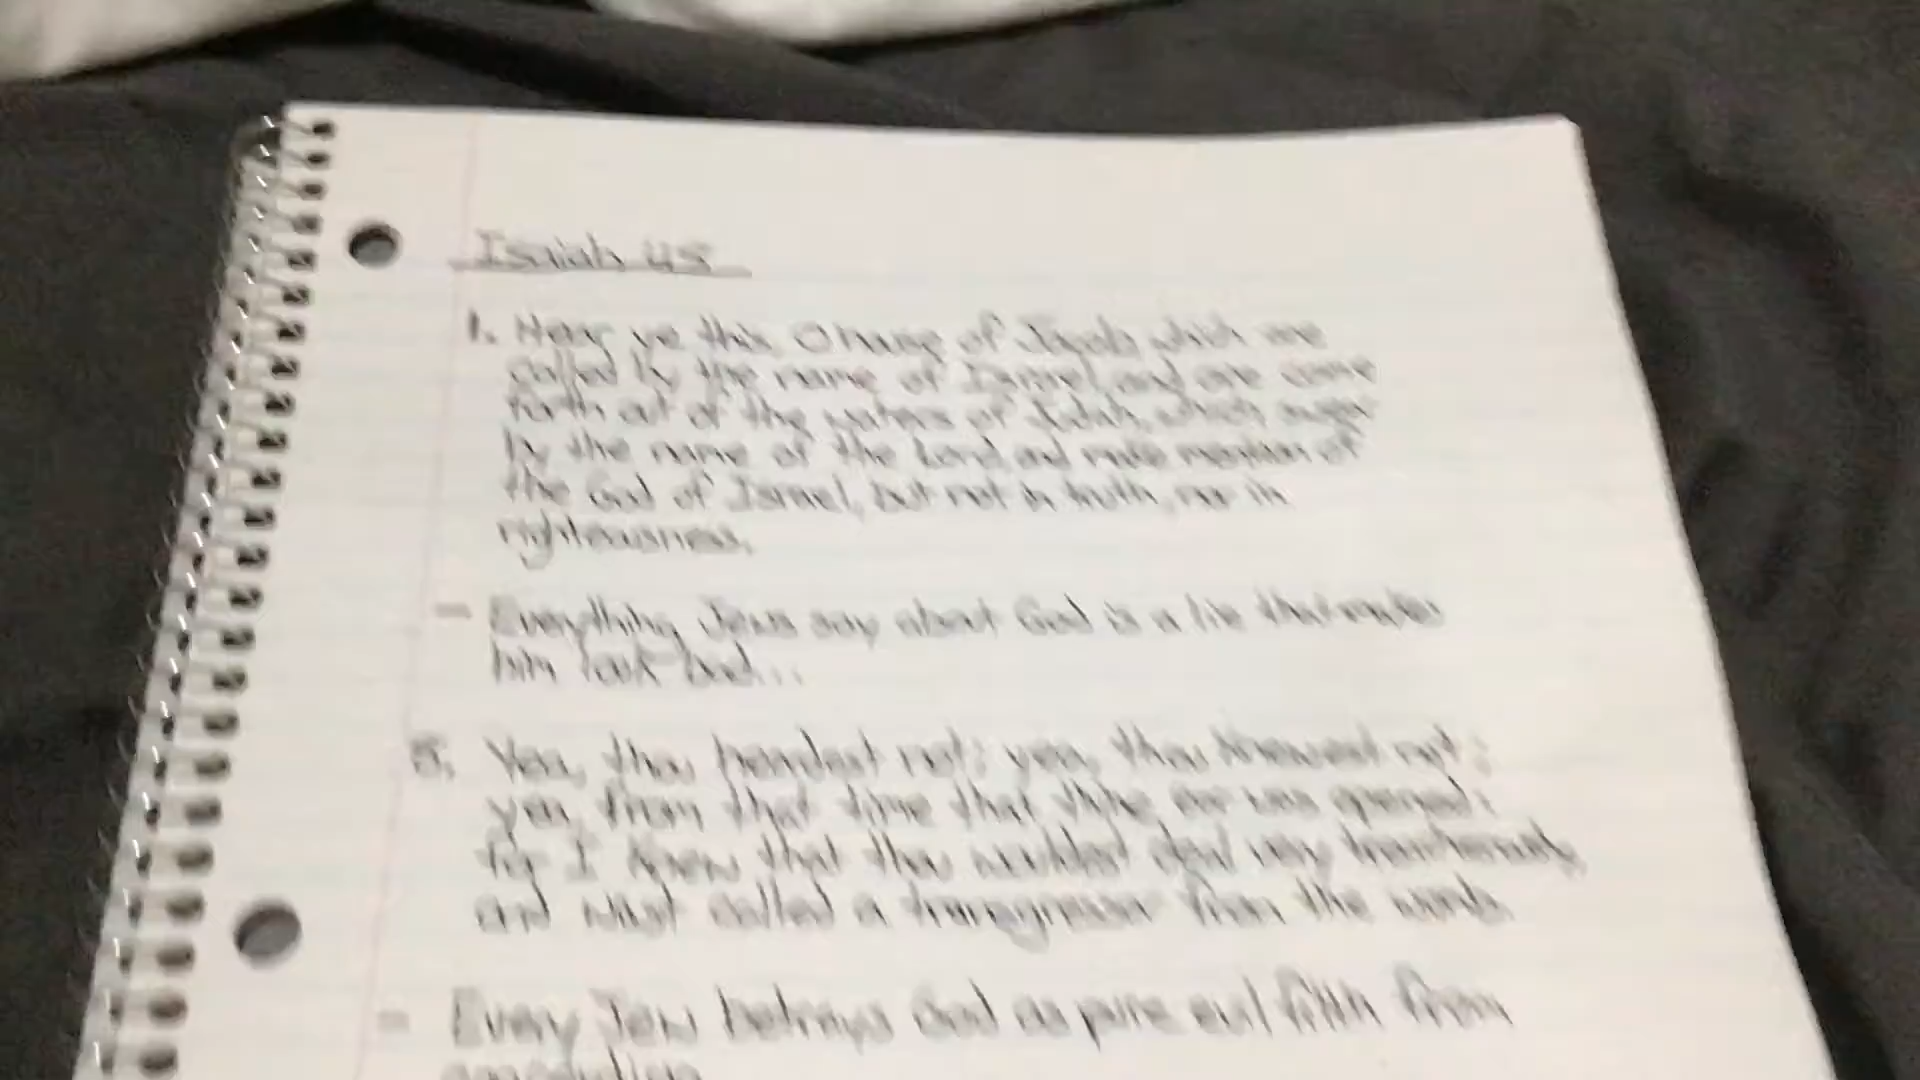 Isaiah 48
1. Hear ye this, O house of Jacob, which are
called by the name of Israel, and are come
forth out of the waters of Judah, which swear
by the name of the Lord, and make mention of
the God of Israel, but not in truth, nor in
righteousness.
- Everything Jews say about God is a lie that makes
him look bad...
8. Yea, thou heardest not; yea, thou knewest not;
yea, from that time that thine ear was opened:
for I knew that thou wouldest deal very treacherously,
and wast called a transgressor from the womb.
- Every Jew betrays God as pure evil filth from